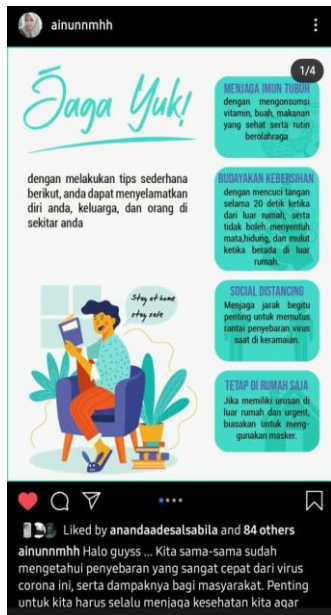 ainunnmhh
1/4
Jaga Yuk!
dengan melakukan tips sederhana
berikut, anda dapat menyelamatkan
diri anda, keluarga, dan orang di
sekitar anda
MENJAGA IMUN TUBUH
dengan mengonsumsi
vitamin, buah, makanan
yang sehat serta rutin
berolahraga
BUDAYAKAN KEBERSIHAN
dengan mencuci tangan
selama 20 detik ketika
dari luar rumah, serta
tidak boleh menyentuh
mata,hidung, dan mulut
ketika berada di luar
rumah.
SOCIAL DISTANCING
Menjaga jarak begitu
penting untuk memutus
rantai penyebaran virus
saat di keramaian.
TETAP DI RUMAH SAJA
Jika memiliki urusan di
luar rumah dan urgent,
biasakan untuk meng-
gunakan masker.
Stay at home
stay safe
Liked by anandaadesalsabila and 84 others
ainunnmhh Halo guyss ... Kita sama-sama sudah
mengetahui penyebaran yang sangat cepat dari virus
corona ini, serta dampaknya bagi masyarakat. Penting
untuk kita harus selalu menjaga kesehatan kita agar